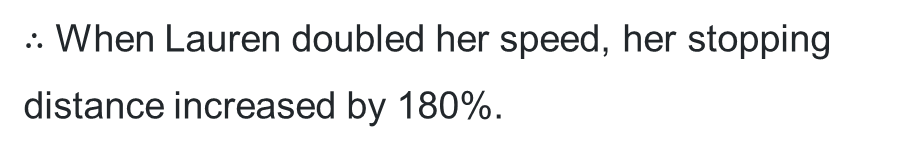 ∴ When Lauren doubled her speed, her stopping
distance increased by 180%.